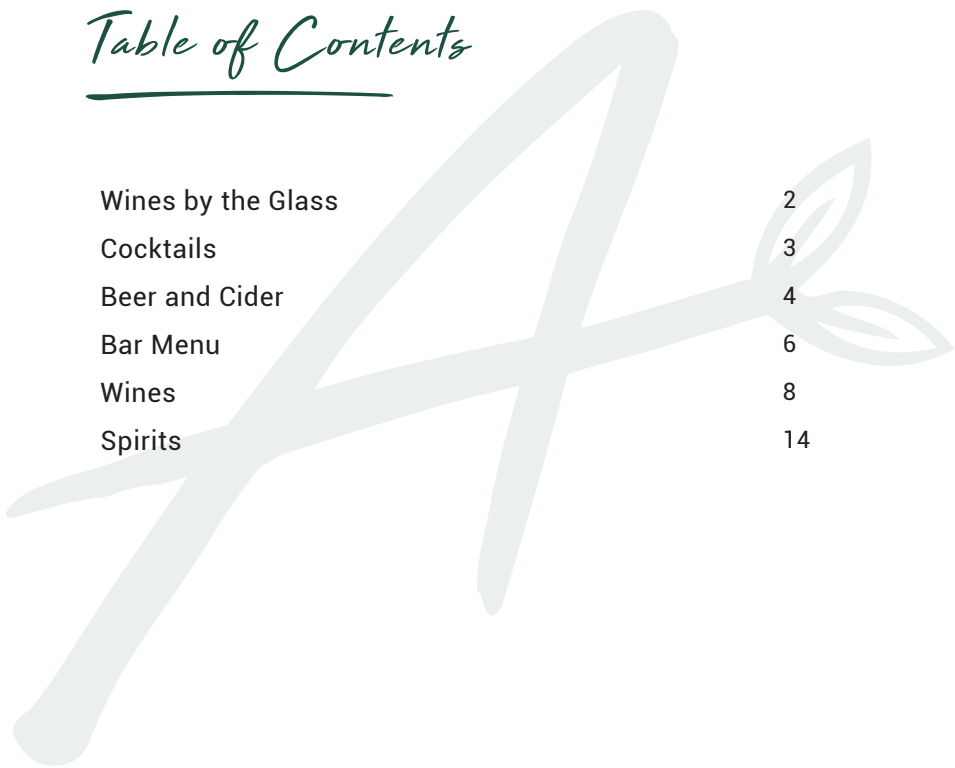 Table of Contents
Wines by the Glass 2
Cocktails 3
Beer and Cider 4
Bar Menu 6
Wines 8
Spirits 14